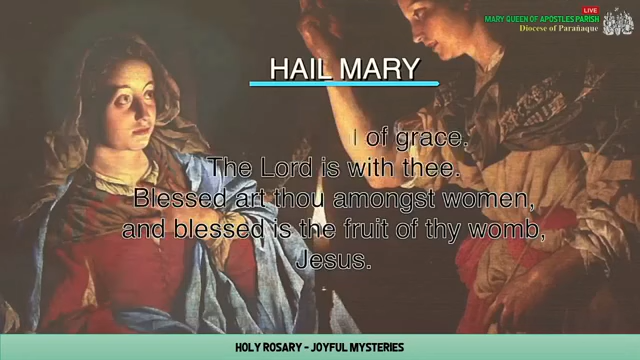 LIVE
MARY QUEEN OF APOSTLES PARISH
Diocese of Parañaque
HAIL MARY
of grace.
The Lord is with thee.
Blessed art thou amongst women,
and blessed is the fruit of thy womb,
Jesus.
HOLY ROSARY - JOYFUL MYSTERIES